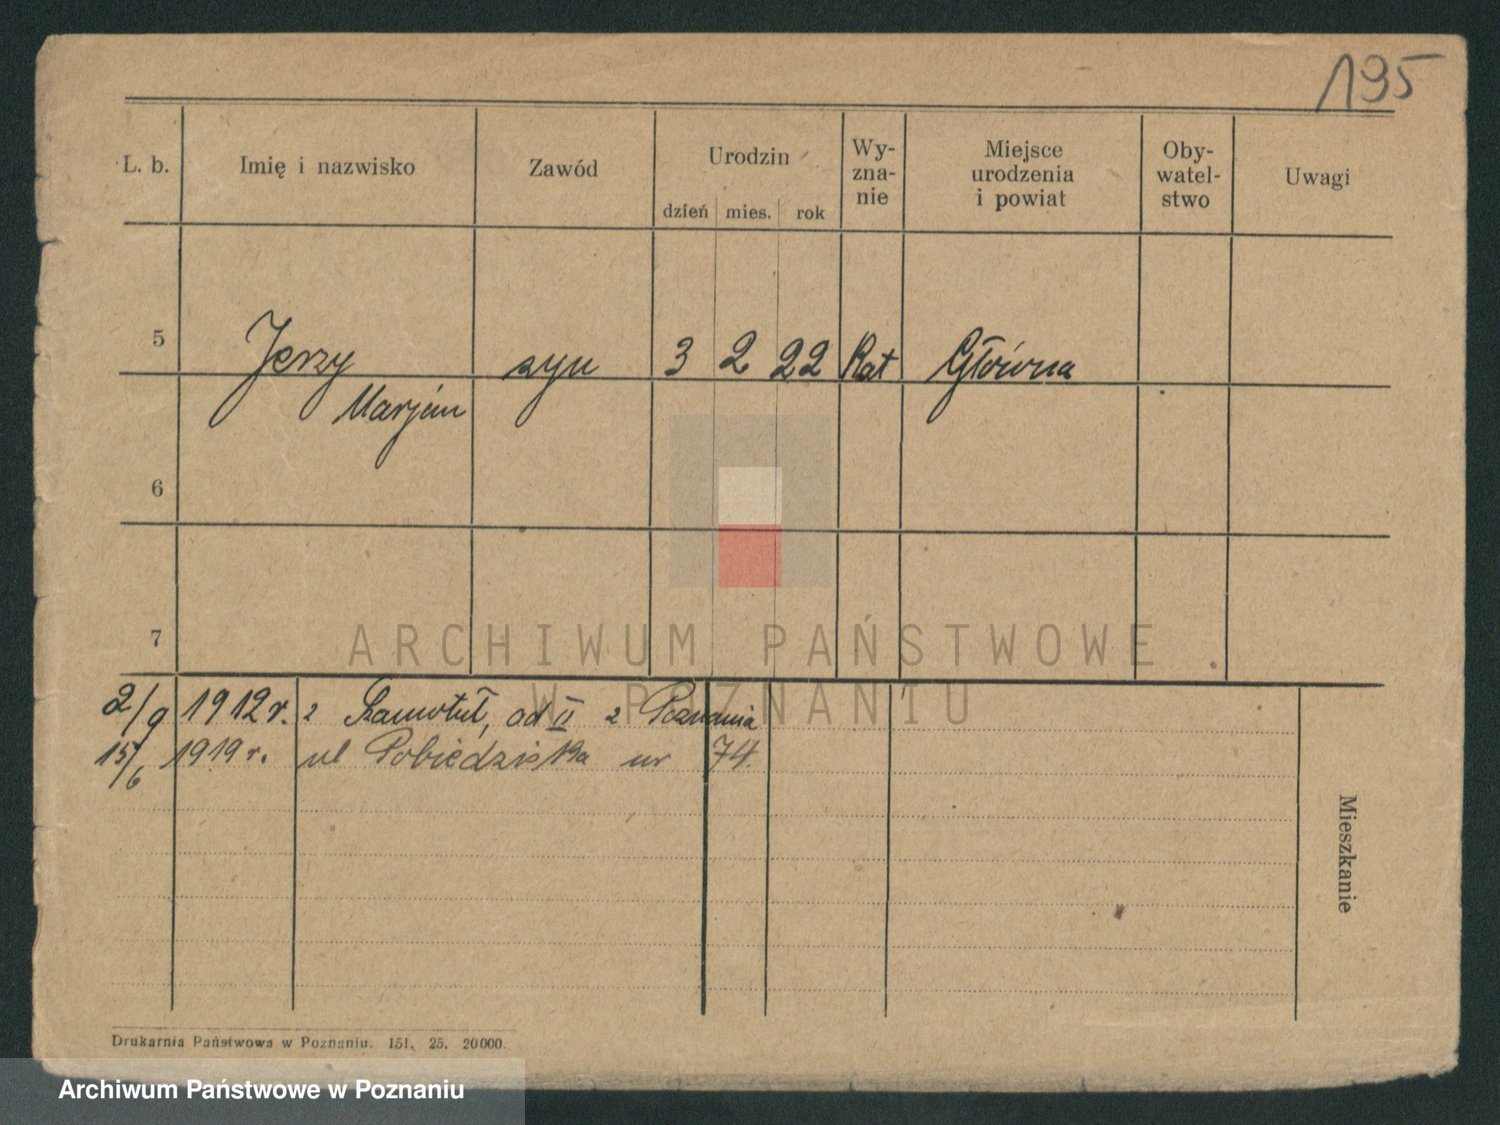 195
L. b. Imię i nazwisko Zawód Urodzin dzień mies. rok Wy- zna- nie Miejsce urodzenia i powiat Oby- watel- stwo Uwagi
5 Jerzy syn 3 2 22 Kat Główna
Marjan
6
7
2/9 1912 r. z Szamotuł, od II z Poznania
15/6 1919 r. ul Pobiedziska nr 74.
Mieszkanie
Drukarnia Państwowa w Poznaniu. 151. 25. 20000.
ARCHIWUM PAŃSTWOWE
W POZNANIU
Archiwum Państwowe w Poznaniu